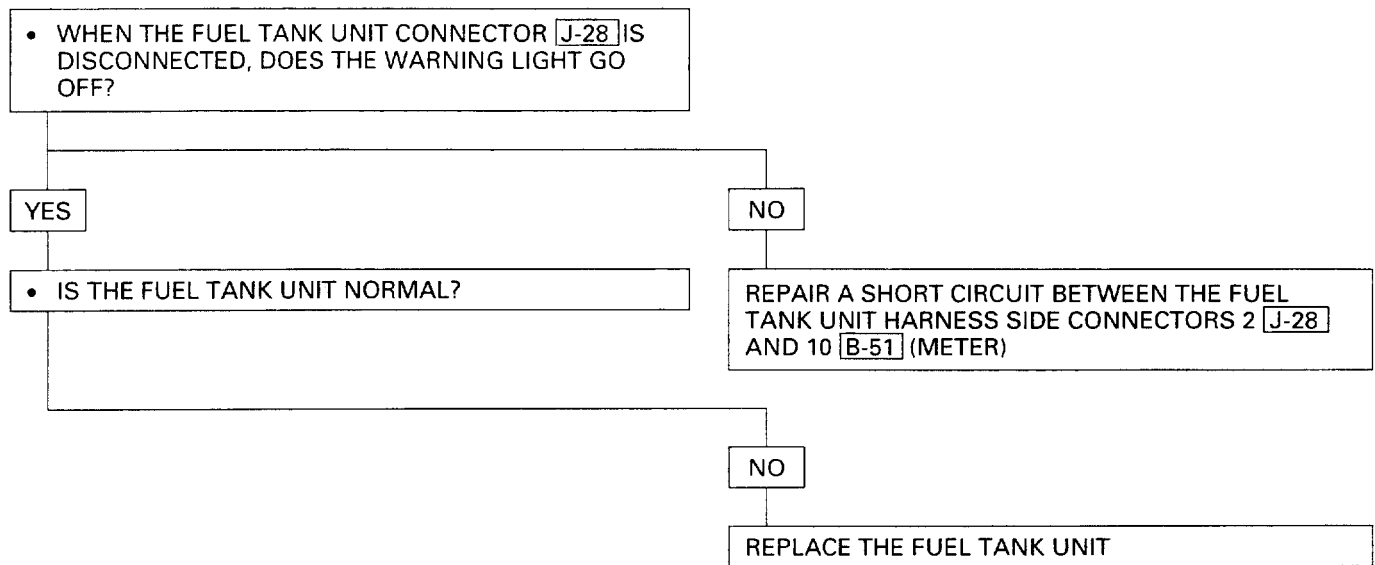 • WHEN THE FUEL TANK UNIT CONNECTOR J-28 IS
DISCONNECTED, DOES THE WARNING LIGHT GO
OFF?
YES
NO
• IS THE FUEL TANK UNIT NORMAL?
REPAIR A SHORT CIRCUIT BETWEEN THE FUEL
TANK UNIT HARNESS SIDE CONNECTORS 2 J-28
AND 10 B-51 (METER)
NO
REPLACE THE FUEL TANK UNIT